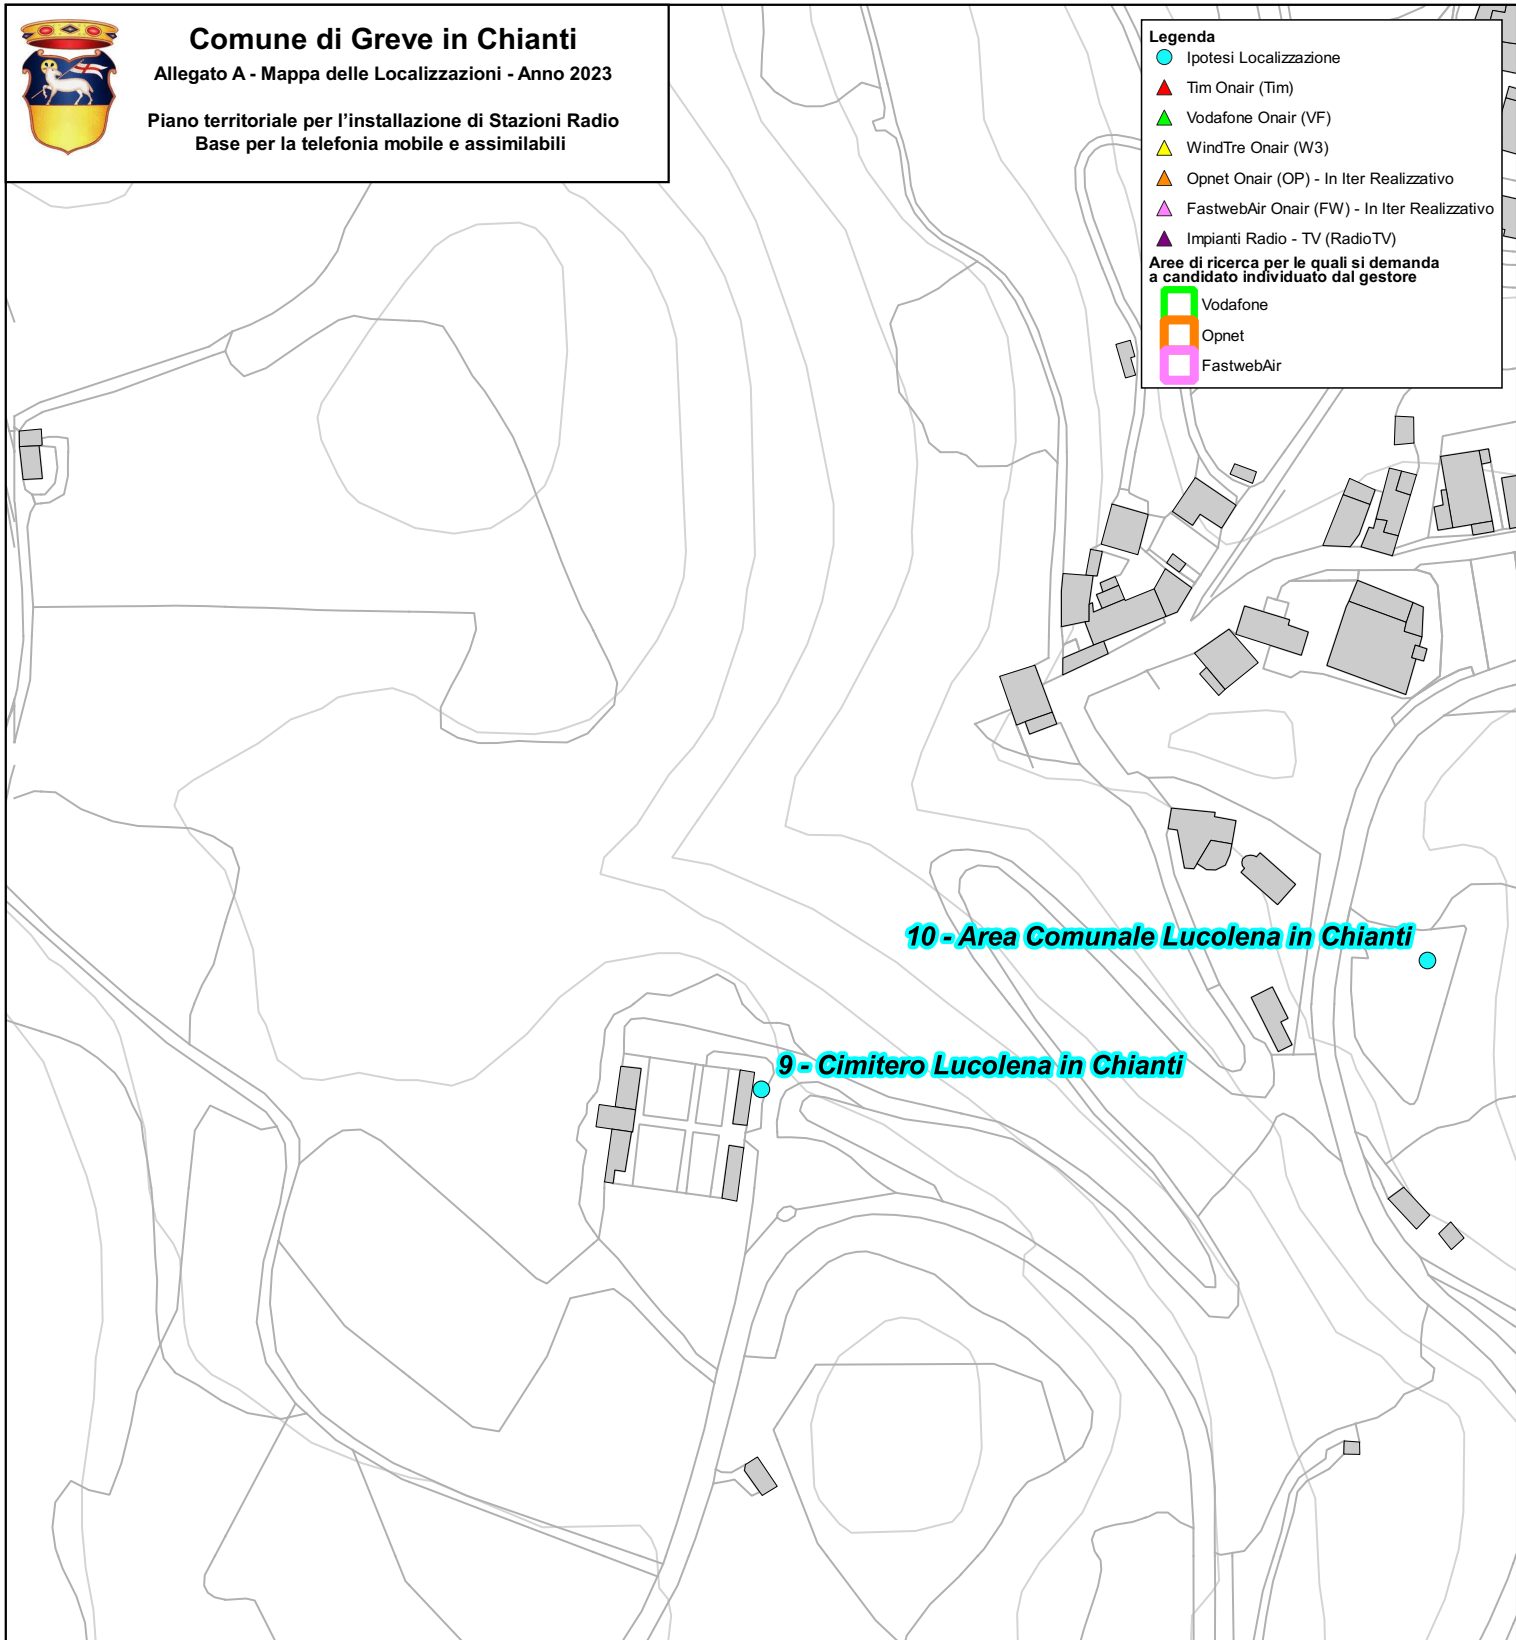 Comune di Greve in Chianti
Allegato A - Mappa delle Localizzazioni - Anno 2023
Piano territoriale per l'installazione di Stazioni Radio
Base per la telefonia mobile e assimilabili
Legenda
Ipotesi Localizzazione
Tim Onair (Tim)
Vodafone Onair (VF)
WindTre Onair (W3)
Opnet Onair (OP) - In Iter Realizzativo
FastwebAir Onair (FW) - In Iter Realizzativo
Impianti Radio - TV (RadioTV)
Aree di ricerca per le quali si demanda
a candidato individuato dal gestore
Vodafone
Opnet
FastwebAir
10 - Area Comunale Lucolena in Chianti
9 - Cimitero Lucolena in Chianti